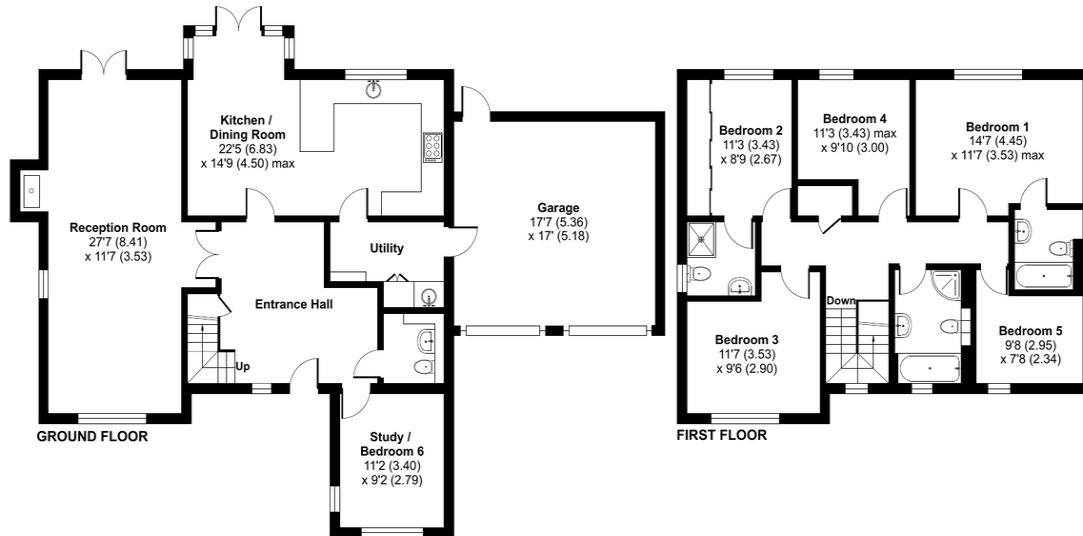 Kitchen /
Dining Room
22'5 (6.83)
x 14'9 (4.50) max
Reception Room
27'7 (8.41)
x 11'7 (3.53)
Utility
Garage
17'7 (5.36)
x 17' (5.18)
Entrance Hall
Up
Study /
Bedroom 6
11'2 (3.40)
x 9'2 (2.79)
GROUND FLOOR
Bedroom 2
11'3 (3.43)
x 8'9 (2.67)
Bedroom 4
11'3 (3.43) max
x 9'10 (3.00)
Bedroom 1
14'7 (4.45)
x 11'7 (3.53) max
Down
Bedroom 3
11'7 (3.53)
x 9'6 (2.90)
Bedroom 5
9'8 (2.95)
x 7'8 (2.34)
FIRST FLOOR